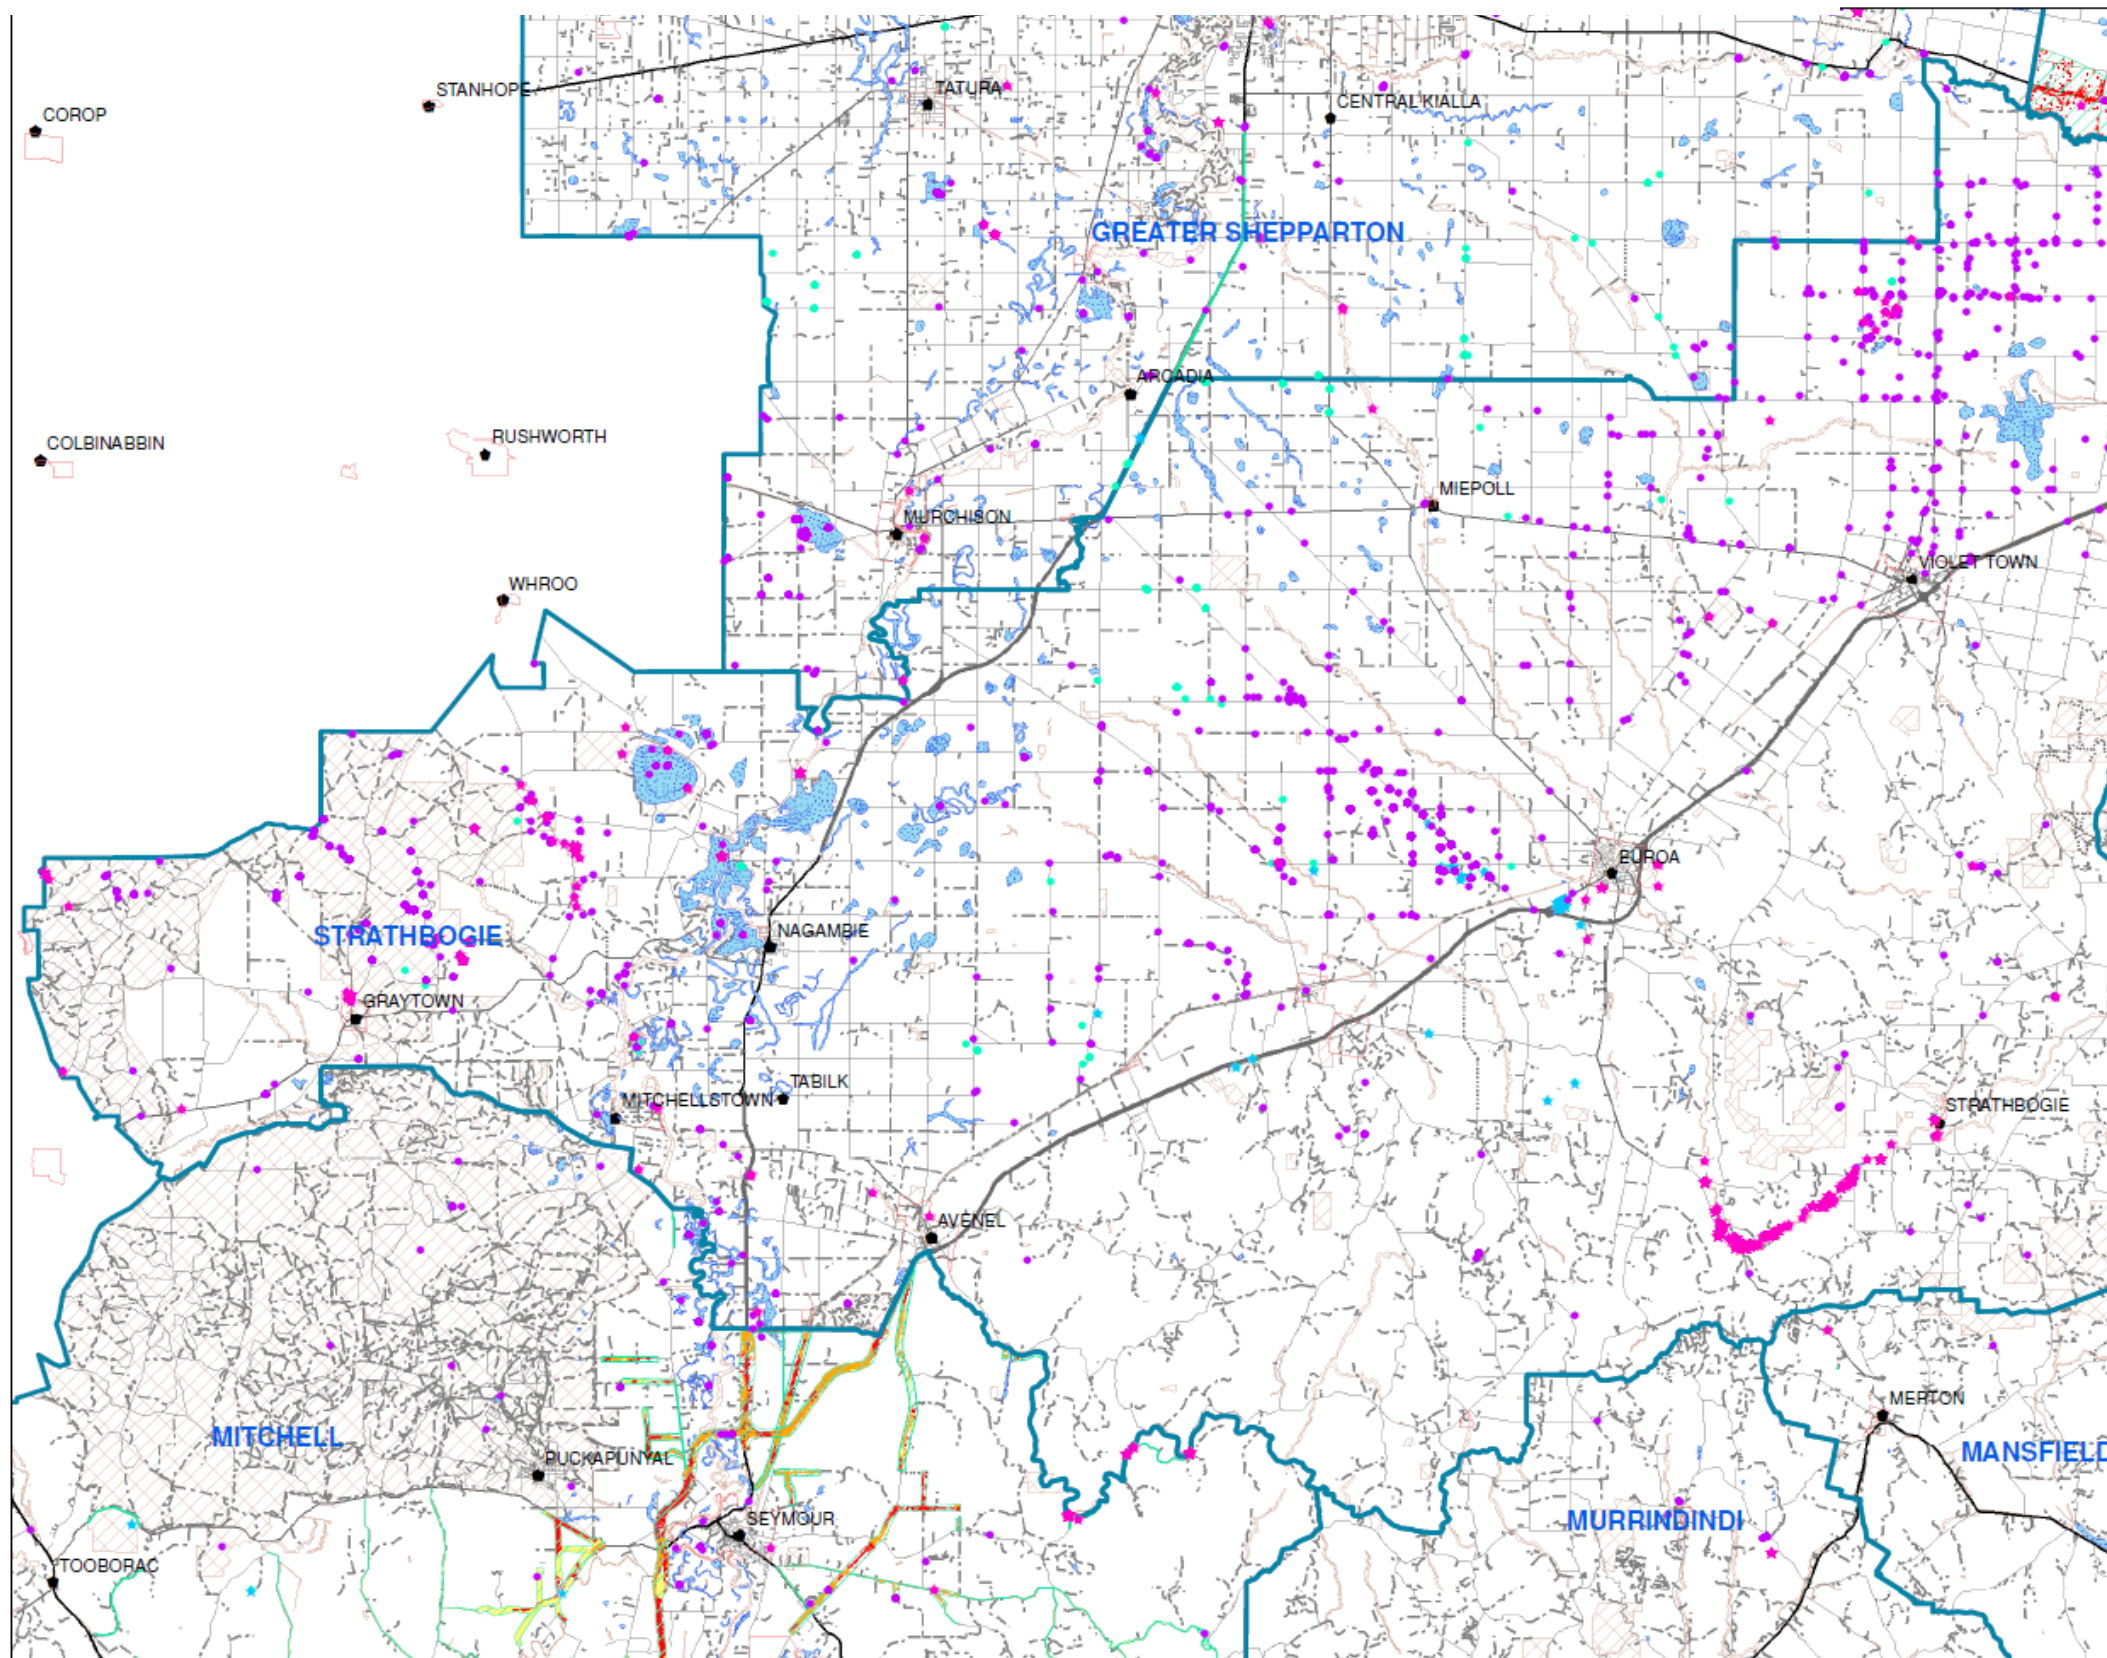 STANHOPE
TATURA
COROP
CENTRAL KIALLA
GREATER SHEPPARTON
ARCADIA
COLBINABBIN
RUSHWORTH
MIEPOLL
MURCHISON
VIOLET TOWN
WHROO
EUROA
STRATHBOGIE
NAGAMBIE
GRAYTOWN
TABILK
MITCHELLSTOWN
STRATHBOGIE
AVENEL
MERTON
MITCHELL
MANSFIELD
PUCKAPUNYAL
SEYMOUR
MURRINDINDI
TOOBORAC